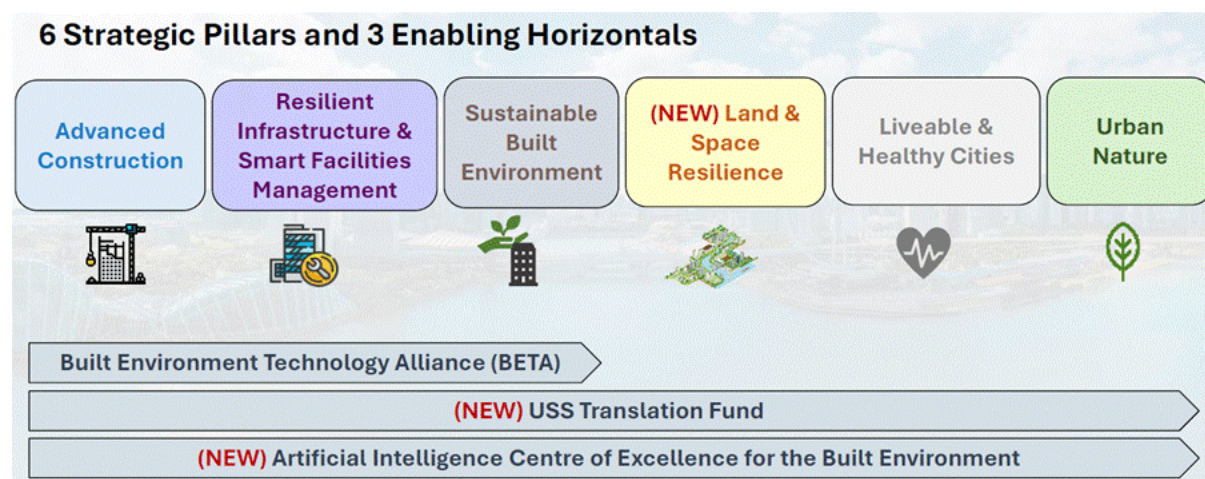 6 Strategic Pillars and 3 Enabling Horizontals
Advanced
Construction
Resilient
Infrastructure &
Smart Facilities
Management
Sustainable
Built
Environment
(NEW) Land &
Space
Resilience
Liveable &
Healthy Cities
Urban
Nature
Built Environment Technology Alliance (BETA)
(NEW) USS Translation Fund
(NEW) Artificial Intelligence Centre of Excellence for the Built Environment